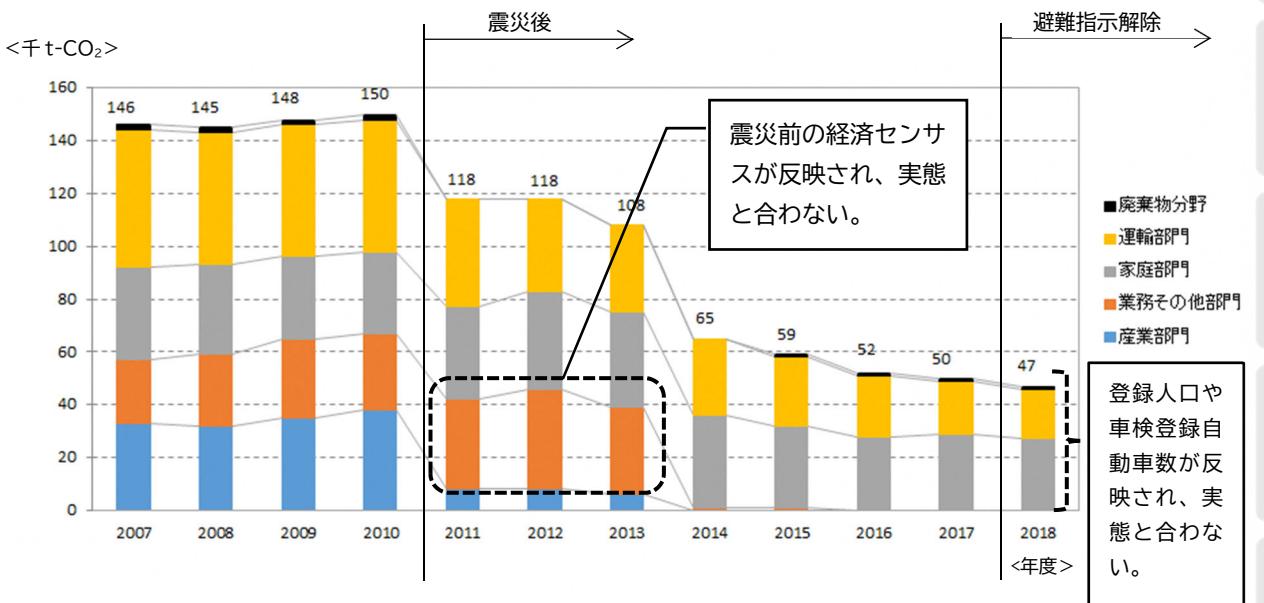 震災後
避難指示解除
<千t-CO₂>
160
140
120
100
80
60
40
20
0
146
145
148
150
118
118
108
65
59
52
50
47
震災前の経済センサ
スが反映され、実態
と合わない。
廃棄物分野
運輸部門
家庭部門
業務その他部門
産業部門
登録人口や
車検登録自
動車数が反
映され、実
態と合わな
い。
2007 2008 2009 2010 2011 2012 2013 2014 2015 2016 2017 2018
<年度>